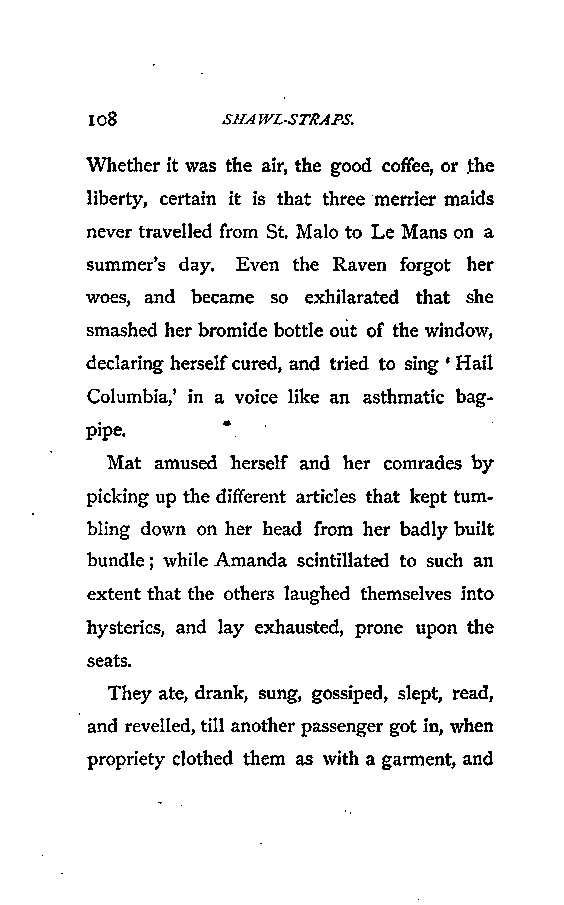 108 SHAWL-STRAPS.
Whether it was the air, the good coffee, or the
liberty, certain it is that three merrier maids
never travelled from St. Malo to Le Mans on a
summer's day. Even the Raven forgot her
woes, and became so exhilarated that she
smashed her bromide bottle out of the window,
declaring herself cured, and tried to sing ‘Hail
Columbia,’ in a voice like an asthmatic bag-
pipe.
Mat amused herself and her comrades by
picking up the different articles that kept tum-
bling down on her head from her badly built
bundle; while Amanda scintillated to such an
extent that the others laughed themselves into
hysterics, and lay exhausted, prone upon the
seats.
They ate, drank, sung, gossiped, slept, read,
and revelled, till another passenger got in, when
propriety clothed them as with a garment, and